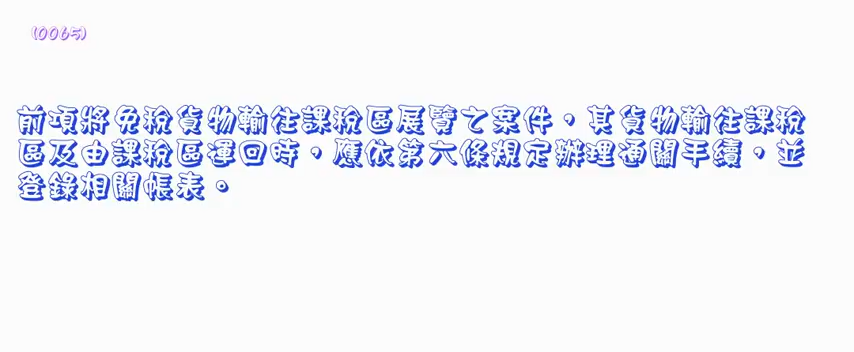 (0065)
前項將免稅貨物輸往課稅區展覽之案件，其貨物輸往課稅
區及由課稅區運回時，應依第六條規定辦理通關手續，並
登錄相關帳表。